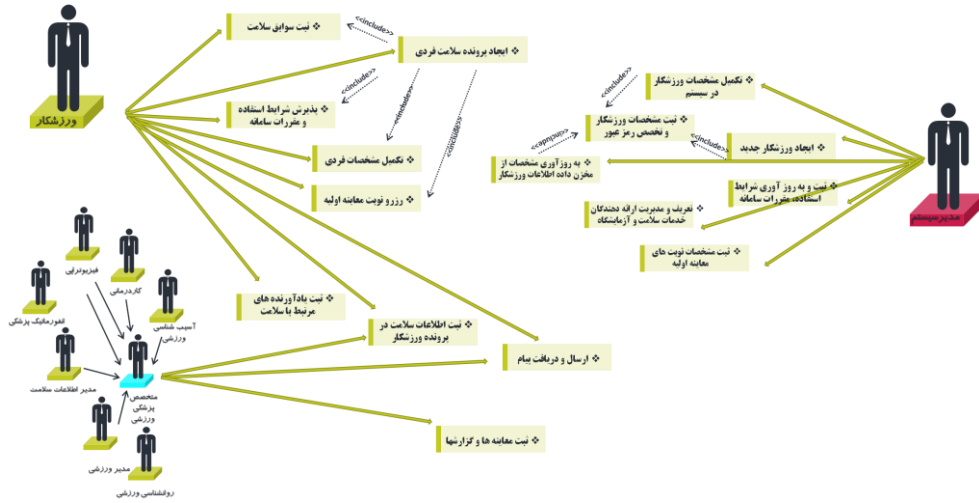 ورزشکار
❖ ثبت سوابق سلامت
<<include>>
❖ ایجاد پرونده سلامت فردی
<<include>>
<<include>>
<<include>>
❖ پذیرش شرایط استفاده
و مقررات سامانه
❖ تکمیل مشخصات فردی
❖ رزرو نوبت معاینه اولیه
❖ تکمیل مشخصات ورزشکار
در سیستم
<<include>>
❖ ثبت مشخصات ورزشکار
و تخصص رمز عبور
<<include>>
<<include>>
❖ ایجاد ورزشکار جدید
❖ به روزآوری مشخصات از
مخزن داده اطلاعات ورزشکار
❖ ثبت و به روز آوری شرایط
استفاده، مقررات سامانه
❖ تعریف و مدیریت ارائه دهندگان
خدمات سلامت و آزمایشگاه
❖ ثبت مشخصات نوبت های
معاینه اولیه
مدیرسیستم
فیزیوتراپی
کاردرمانی
انفورماتیک پزشکی
آسیب شناسی
ورزشی
مدیر اطلاعات سلامت
متخصص
پزشکی
ورزشی
مدیر ورزشی
روانشناسی ورزشی
❖ ثبت یادآورنده های
مرتبط با سلامت
❖ ثبت اطلاعات سلامت در
پرونده ورزشکار
❖ ارسال و دریافت پیام
❖ ثبت معاینه ها و گزارشها